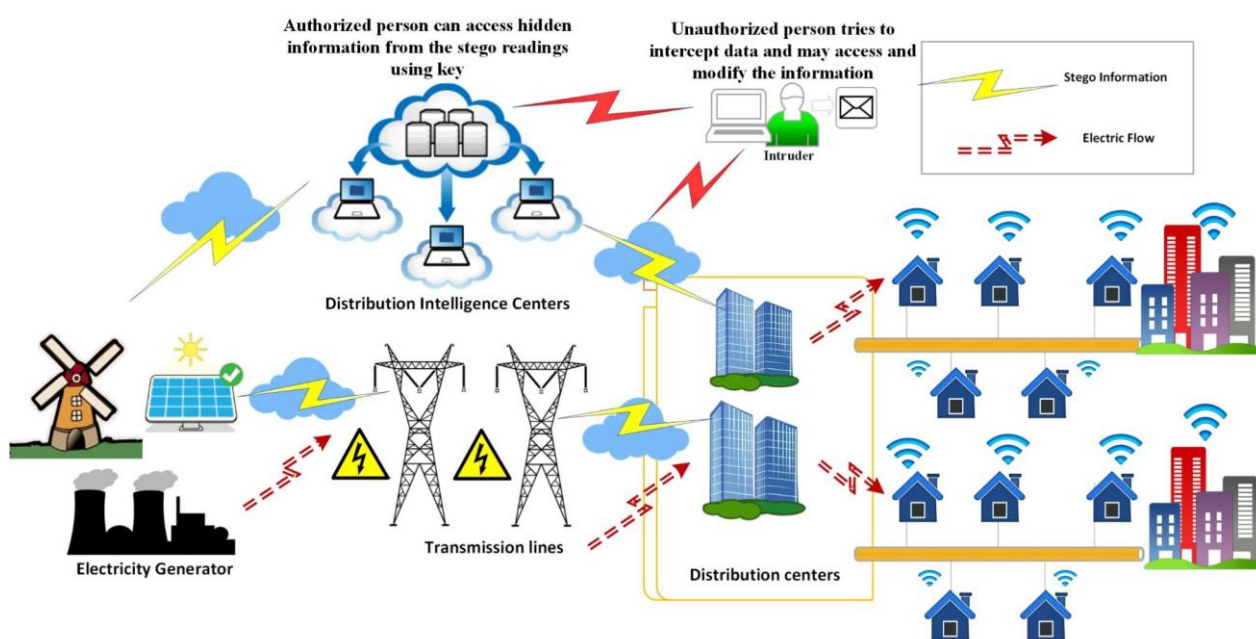 Authorized person can access hidden
information from the stego readings
using key
Unauthorized person tries to
intercept data and may access and
modify the information
Intruder
Stego Information
Electric Flow
Distribution Intelligence Centers
Electricity Generator
Transmission lines
Distribution centers